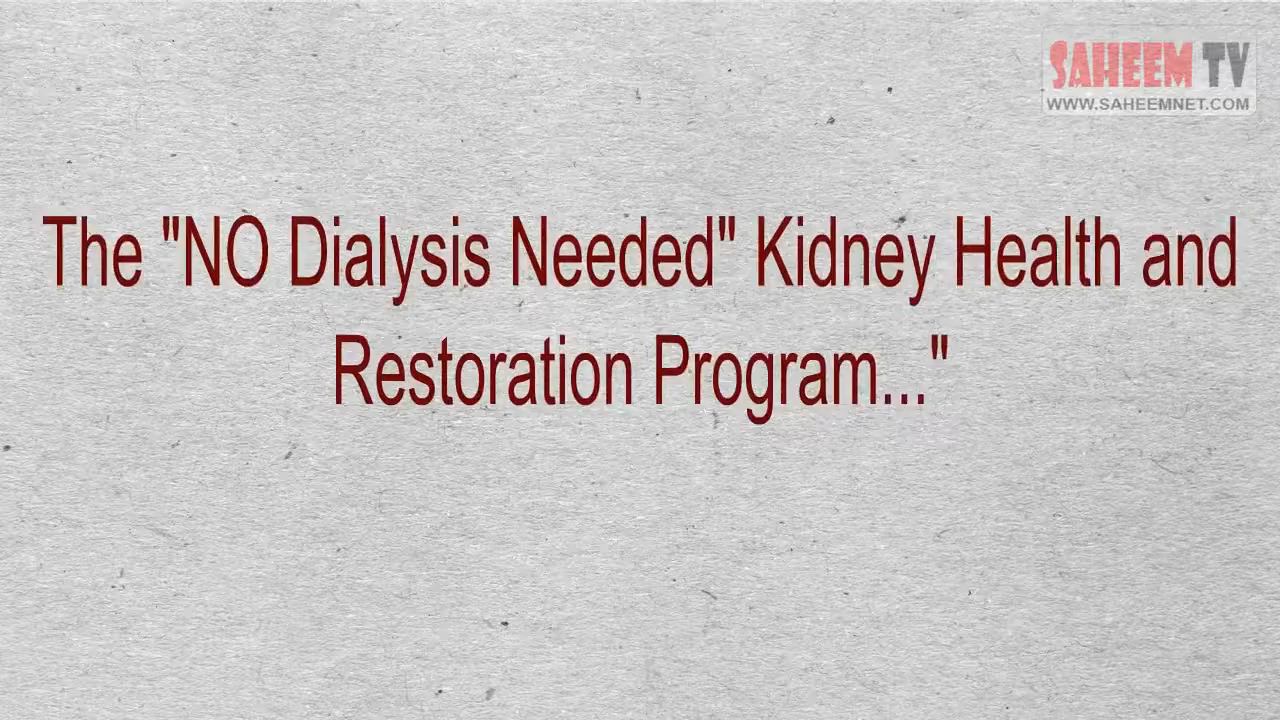 SAHEEM TV
WWW.SAHEEMNET.COM
The "NO Dialysis Needed" Kidney Health and
Restoration Program..."